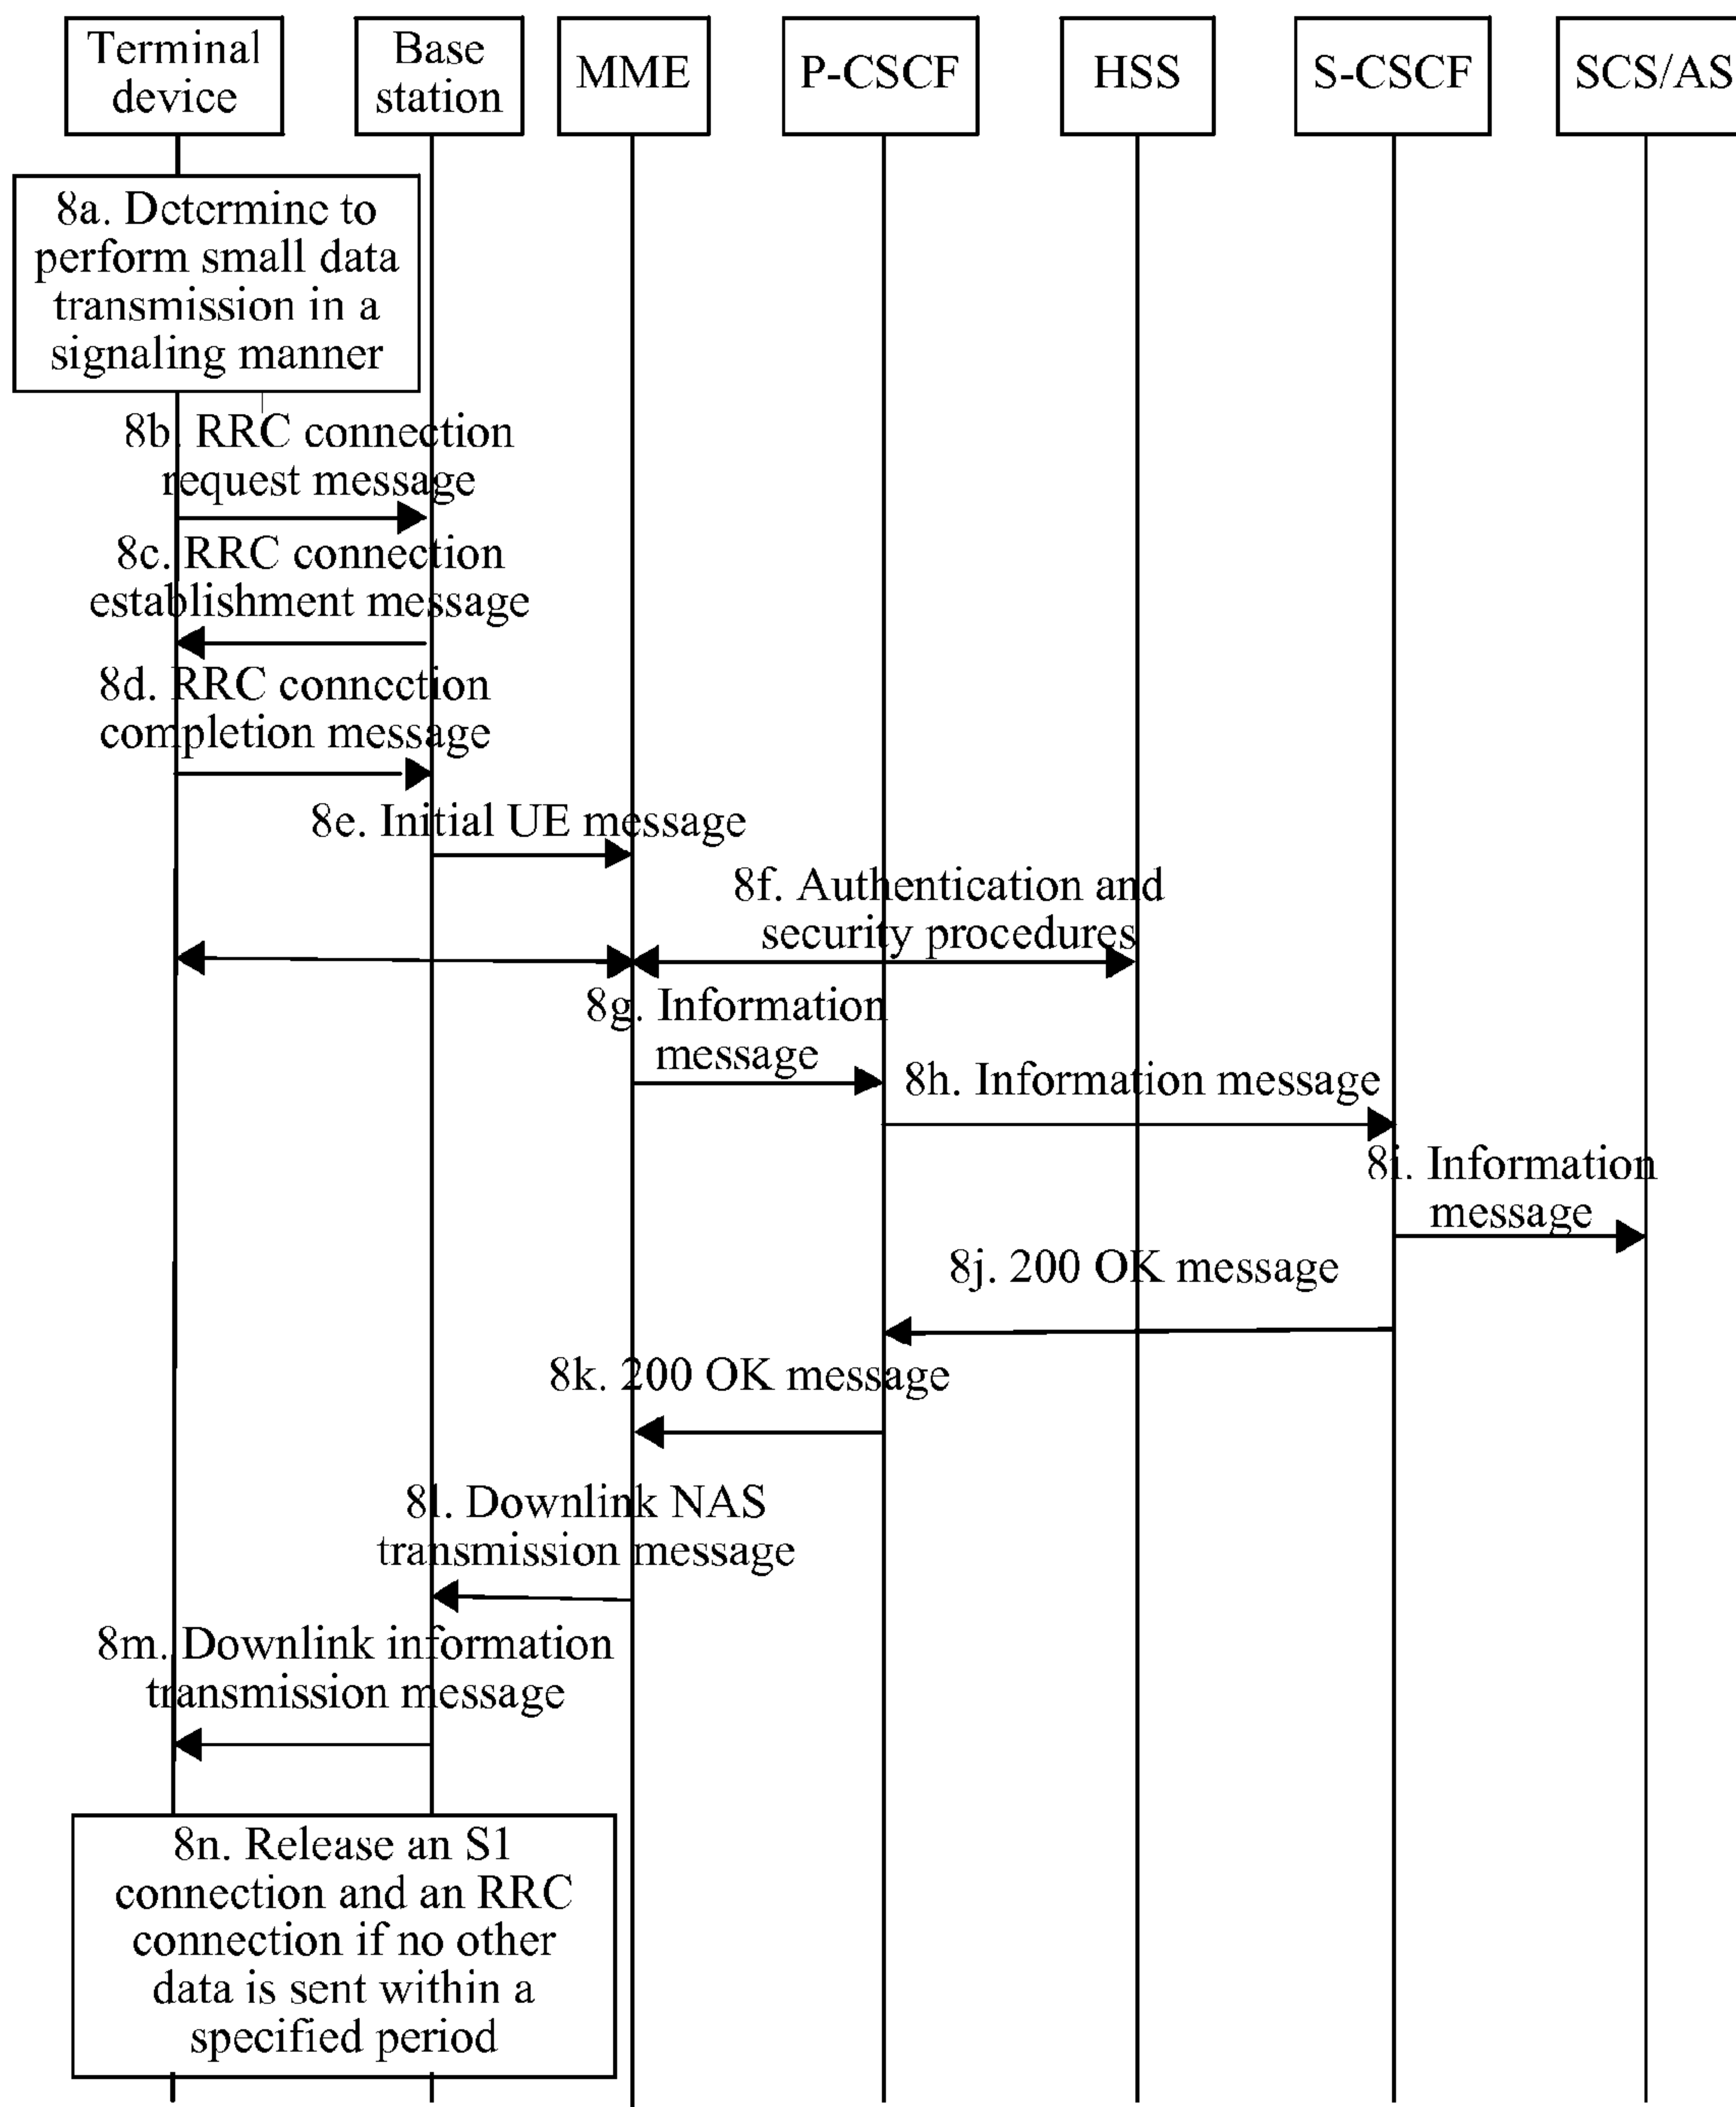 Terminal
device
Base
station
MME
P-CSCF
HSS
S-CSCF
SCS/AS
8a. Determine to
perform small data
transmission in a
signaling manner
8b. RRC connection
request message
8c. RRC connection
establishment message
8d. RRC connection
completion message
8e. Initial UE message
8f. Authentication and
security procedures
8g. Information
message
8h. Information message
8i. Information
message
8j. 200 OK message
8k. 200 OK message
8l. Downlink NAS
transmission message
8m. Downlink information
transmission message
8n. Release an S1
connection and an RRC
connection if no other
data is sent within a
specified period